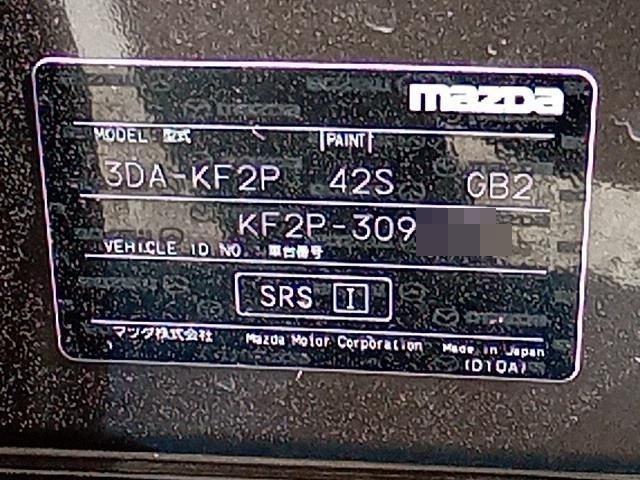 mazda
MODEL 型式 PAINT
3DA-KF2P 42S GB2
KF2P-309
VEHICLE ID NO. 車台番号
SRS I
マツダ株式会社 Mazda Motor Corporation Made in Japan
(D10A)